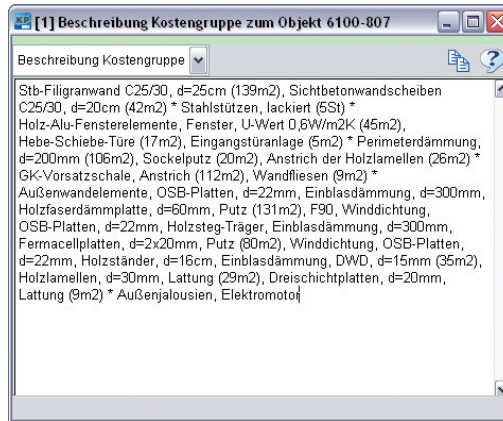 [1] Beschreibung Kostengruppe zum Objekt 6100-807
Beschreibung Kostengruppe
Stb-Filigranwand C25/30, d=25cm (139m2), Sichtbetonwandscheiben
C25/30, d=20cm (42m2) * Stahlstützen, lackiert (5St) *
Holz-Alu-Fensterelemente, Fenster, U-Wert 0,6W/m2K (45m2),
Hebe-Schiebe-Türe (17m2), Eingangstüranlage (5m2) * Perimeterdämmung,
d=200mm (106m2), Sockelputz (20m2), Anstrich der Holzlamellen (26m2) *
GK-Vorsatzschale, Anstrich (112m2), Wandfliesen (9m2) *
Außenwandelemente, OSB-Platten, d=22mm, Einblasdämmung, d=300mm,
Holzfaserdämmplatte, d=60mm, Putz (131m2), F90, Winddichtung,
OSB-Platten, d=22mm, Holzsteg-Träger, Einblasdämmung, d=300mm,
Fermacellplatten, d=2x20mm, Putz (80m2), Winddichtung, OSB-Platten,
d=22mm, Holzständer, d=16cm, Einblasdämmung, DWD, d=15mm (35m2),
Holzlamellen, d=30mm, Lattung (29m2), Dreischichtplatten, d=20mm,
Lattung (9m2) * Außenjalousien, Elektromotor